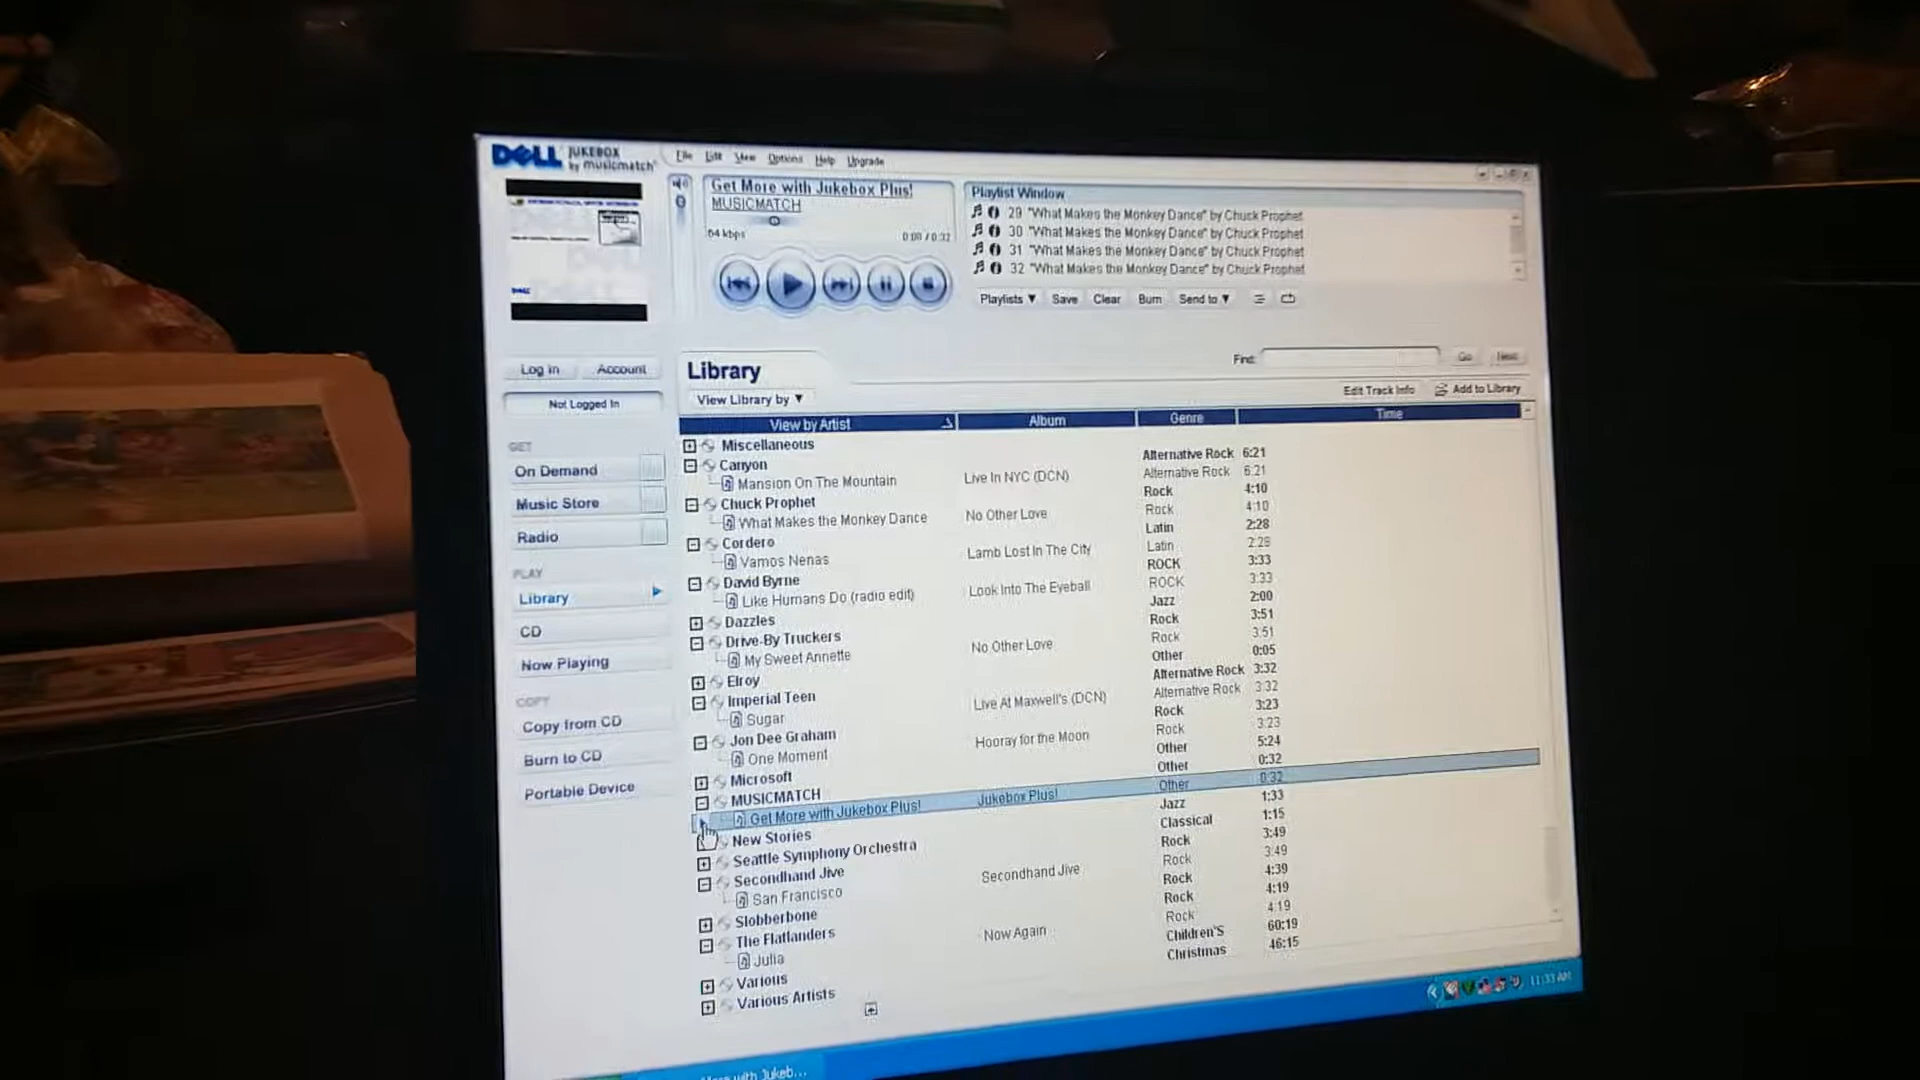 DELL JUKEBOX
by musicmatch
File Edit View Options Help Upgrade
Get More with Jukebox Plus!
MUSICMATCH
64 kbps
Playlist Window
29 "What Makes the Monkey Dance" by Chuck Prophet
30 "What Makes the Monkey Dance" by Chuck Prophet
31 "What Makes the Monkey Dance" by Chuck Prophet
32 "What Makes the Monkey Dance" by Chuck Prophet
Playlists Save Clear Burn Send to
Log in Account
Not Logged In
GET
On Demand
Music Store
Radio
PLAY
Library
CD
Now Playing
COPY
Copy from CD
Burn to CD
Portable Device
Library
Find: Go
View Library by
Edit Track Info Add to Library
View by Artist Album Genre Time
Miscellaneous
Canyon Alternative Rock 6:21
Mansion On The Mountain Live In NYC (DCN) Alternative Rock 6:21
Chuck Prophet Rock 4:10
What Makes the Monkey Dance No Other Love Rock 4:10
Cordero Latin 2:28
Vamos Nenas Lamb Lost In The City Latin 2:28
David Byrne ROCK 3:33
Like Humans Do (radio edit) Look Into The Eyeball ROCK 3:33
Dazzles Jazz 2:00
Drive-By Truckers Rock 3:51
My Sweet Annette No Other Love Rock 3:51
Elroy Other 0:05
Imperial Teen Alternative Rock 3:32
Sugar Live At Maxwell's (DCN) Alternative Rock 3:32
Jon Dee Graham Rock 3:23
One Moment Hooray for the Moon Rock 3:23
Microsoft Other 5:24
MUSICMATCH Other 0:32
Get More with Jukebox Plus! Jukebox Plus! Other 0:32
New Stories Jazz 1:33
Seattle Symphony Orchestra Classical 1:15
Secondhand Jive Rock 3:49
San Francisco Secondhand Jive Rock 3:49
Slobberbone Rock 4:39
The Flatlanders Rock 4:19
Julia Now Again Rock 4:19
Various Children'S 60:19
Various Artists Christmas 46:15
11:33 AM
with Jukeb...